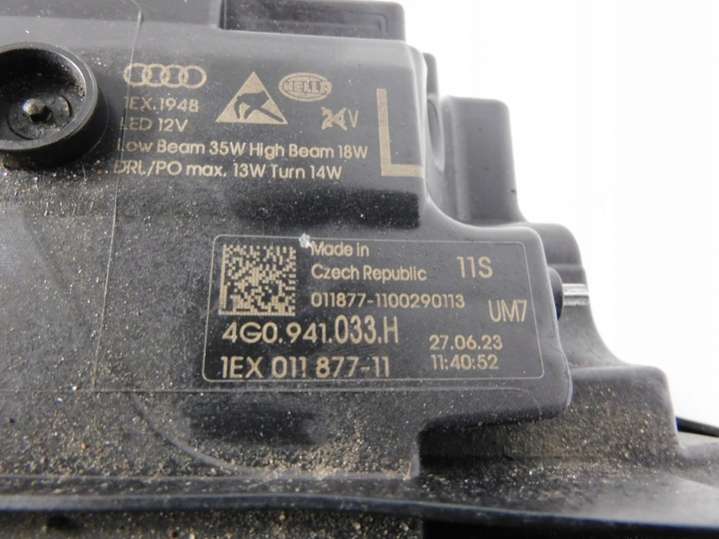 1EX.1948
HELLA
LED 12V
24V
Low Beam 35W High Beam 18W
DRL/PO max. 13W Turn 14W
L
Made in
Czech Republic
11S
011877-1100290113
UM7
4G0.941.033.H
27.06.23
1EX 011 877-11
11:40:52